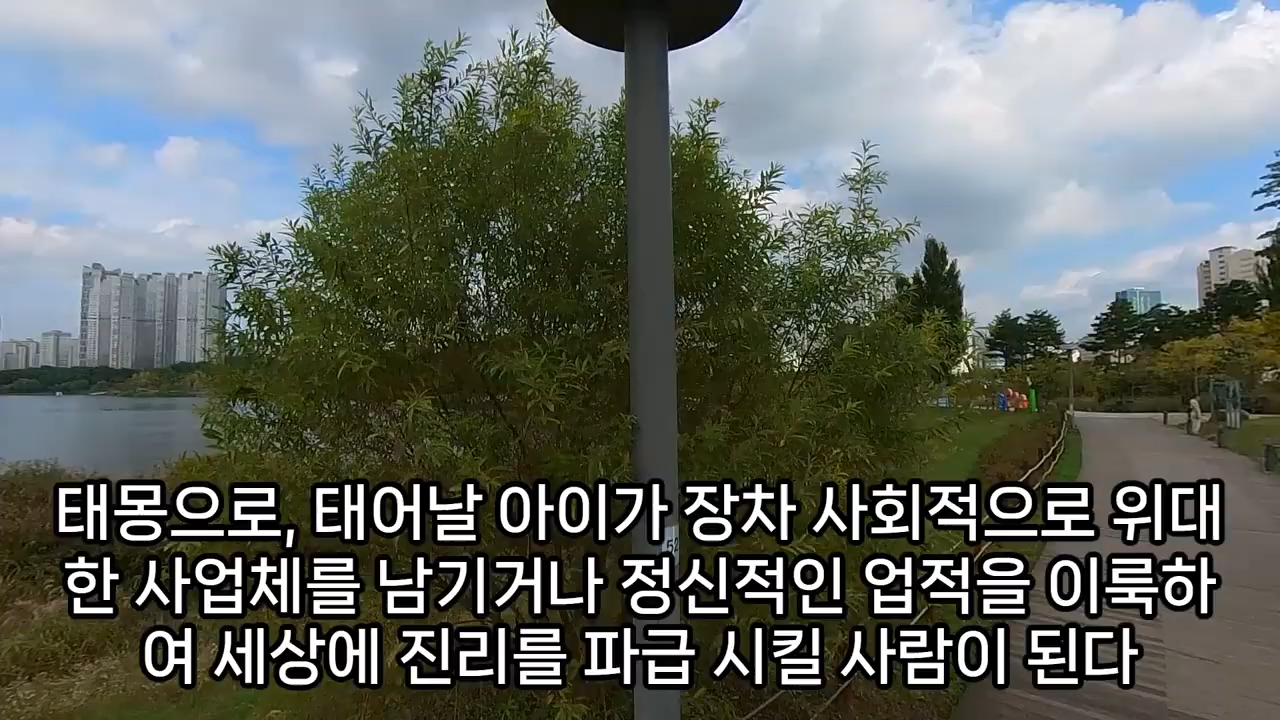 태몽으로, 태어날 아이가 장차 사회적으로 위대
한 사업체를 남기거나 정신적인 업적을 이룩하
여 세상에 진리를 파급 시킬 사람이 된다
52